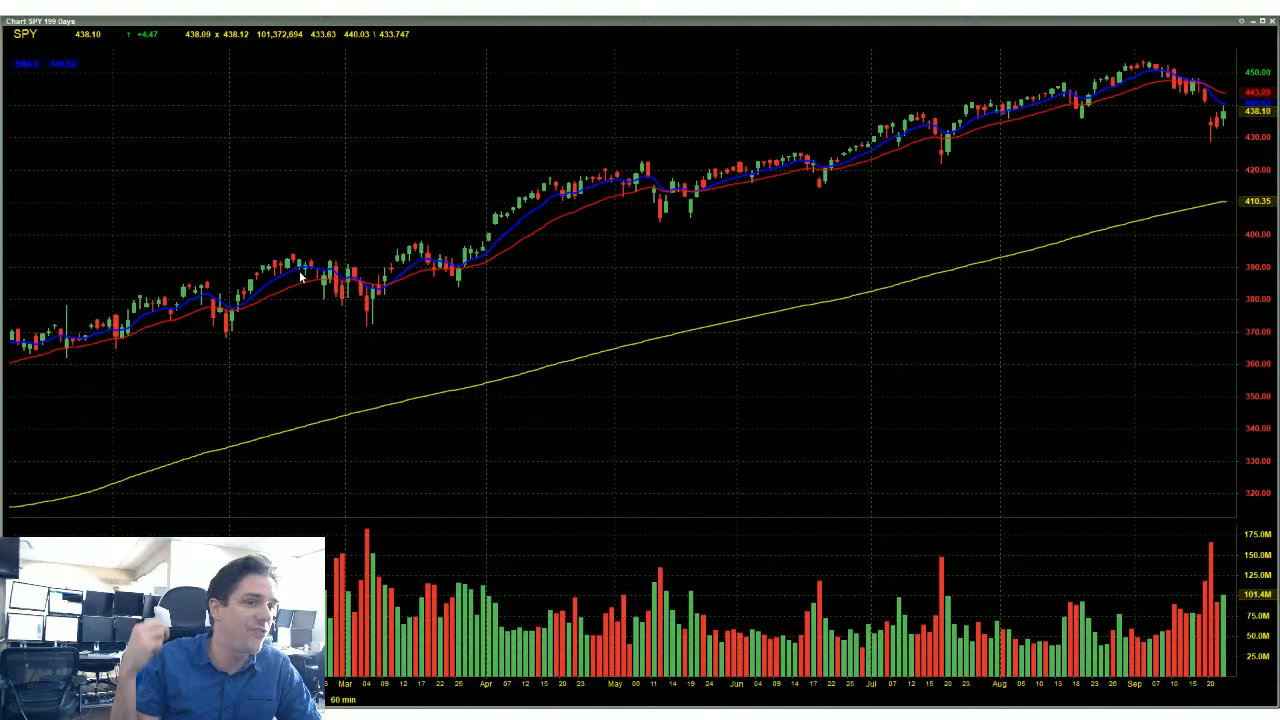 Chart SPY 199 Days
SPY 438.10 ↑ +4.47 438.09 x 438.12 101,372,694 433.63 440.03 \ 433.747
450.00
443.89
438.10
430.00
420.00
410.35
400.00
390.00
380.00
370.00
360.00
350.00
340.00
330.00
320.00
175.0M
150.0M
125.0M
101.4M
75.0M
50.0M
25.0M
Mar 04 09 12 17 22 25 Apr 07 12 15 20 23 May 06 11 14 19 24 Jun 04 09 14 17 22 25 Jul 07 12 15 20 23 Aug 05 10 13 18 23 26 Sep 07 10 15 20
60 min